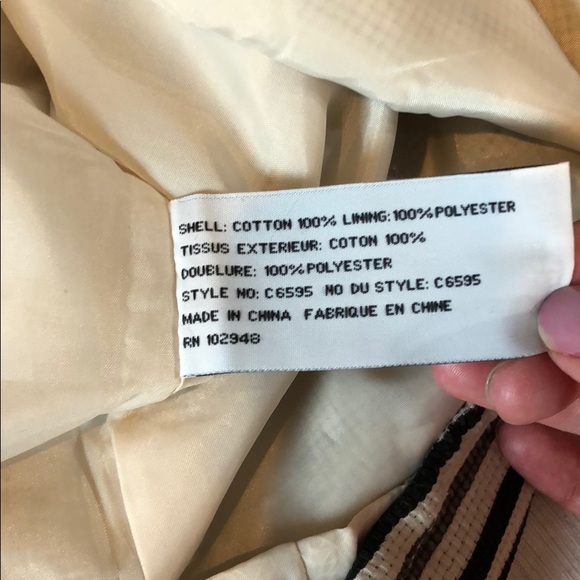 SHELL: COTTON 100% LINING: 100% POLYESTER
TISSUS EXTERIEUR: COTON 100%
DOUBLURE: 100% POLYESTER
STYLE NO: C6595 NO DU STYLE: C6595
MADE IN CHINA FABRIQUE EN CHINE
RN 102948